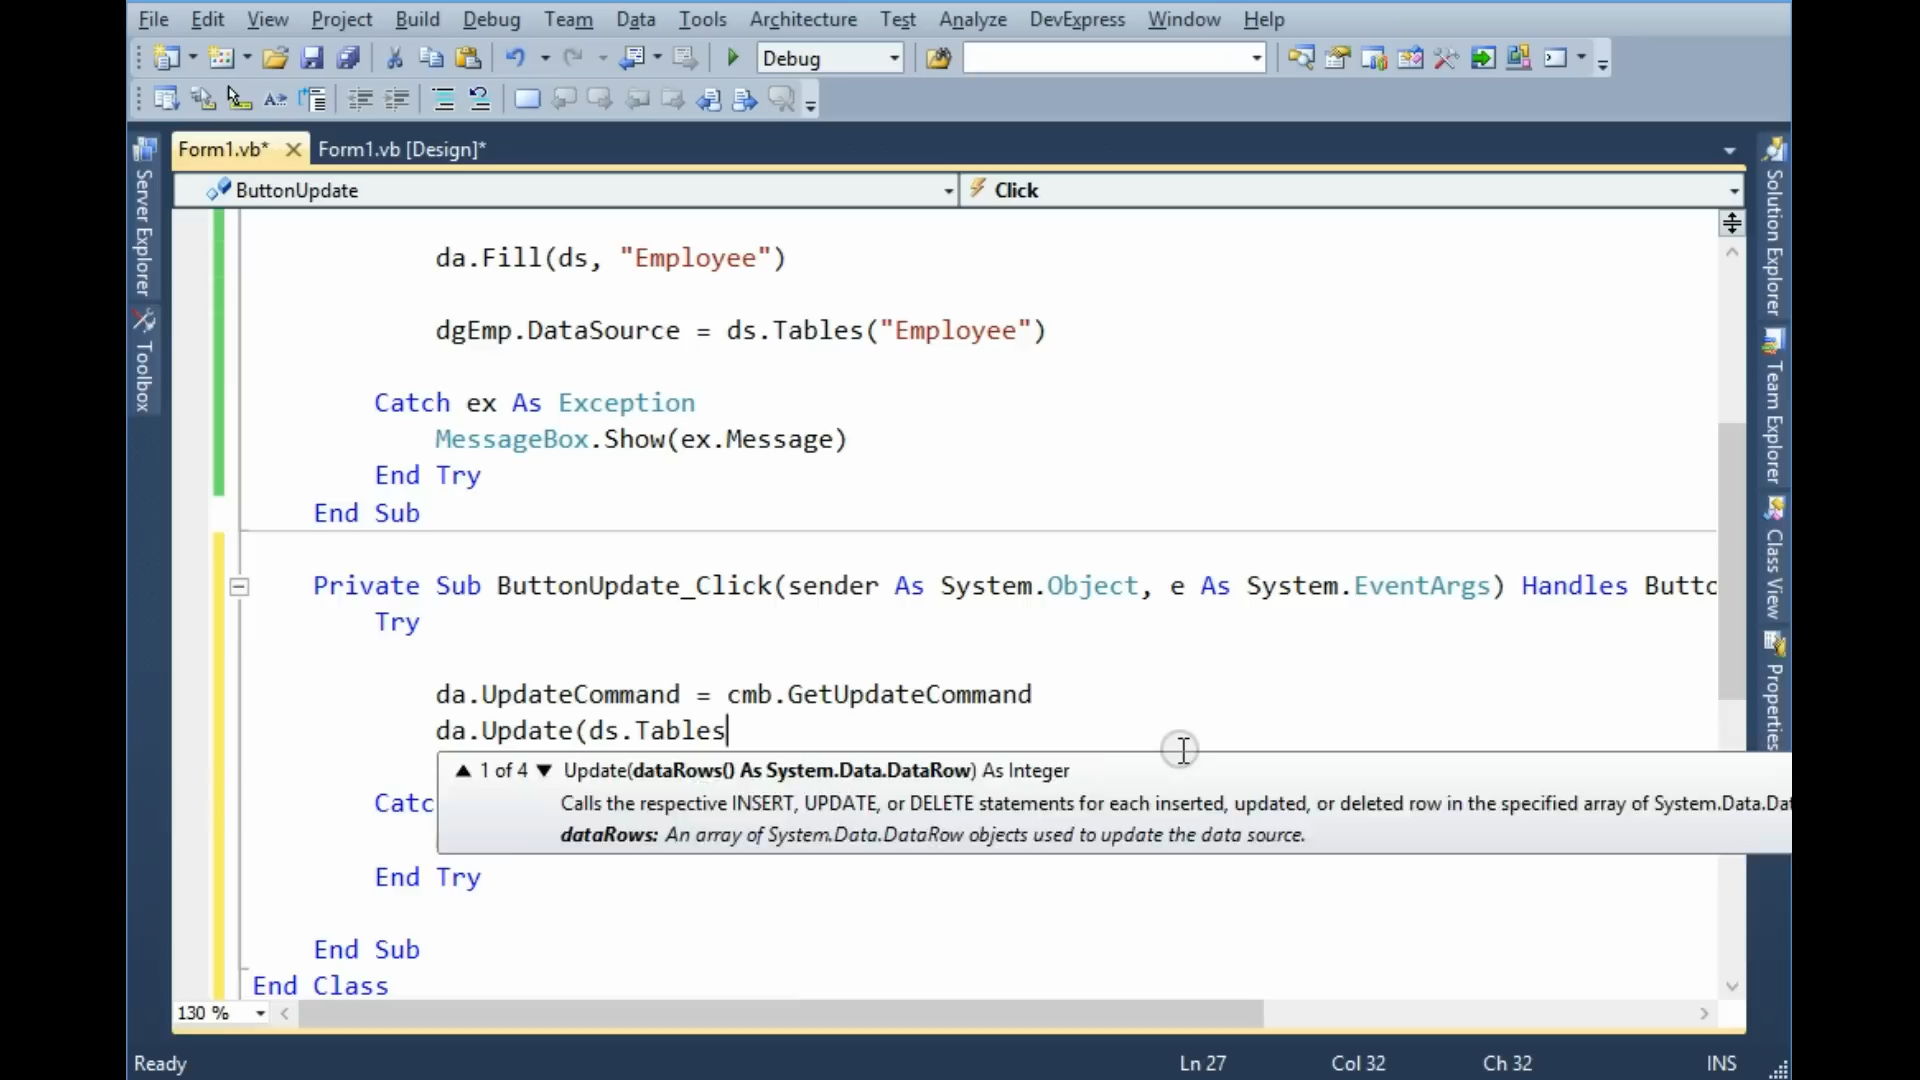 File Edit View Project Build Debug Team Data Tools Architecture Test Analyze DevExpress Window Help
Debug
Form1.vb* Form1.vb [Design]*
ButtonUpdate Click
da.Fill(ds, "Employee")
dgEmp.DataSource = ds.Tables("Employee")
Catch ex As Exception
MessageBox.Show(ex.Message)
End Try
End Sub
Private Sub ButtonUpdate_Click(sender As System.Object, e As System.EventArgs) Handles Butto
Try
da.UpdateCommand = cmb.GetUpdateCommand
da.Update(ds.Tables
1 of 4 Update(dataRows() As System.Data.DataRow) As Integer
Catc
Calls the respective INSERT, UPDATE, or DELETE statements for each inserted, updated, or deleted row in the specified array of System.Data.Dat
dataRows: An array of System.Data.DataRow objects used to update the data source.
End Try
End Sub
End Class
130 %
Ready Ln 27 Col 32 Ch 32 INS
Server Explorer
Toolbox
Solution Explorer
Team Explorer
Class View
Properties